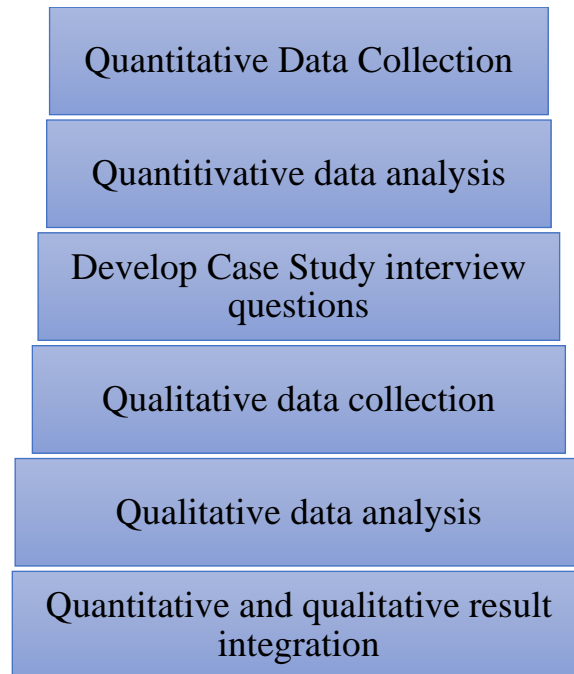 Quantitative Data Collection
Quantitivative data analysis
Develop Case Study interview
questions
Qualitative data collection
Qualitative data analysis
Quantitative and qualitative result
integration